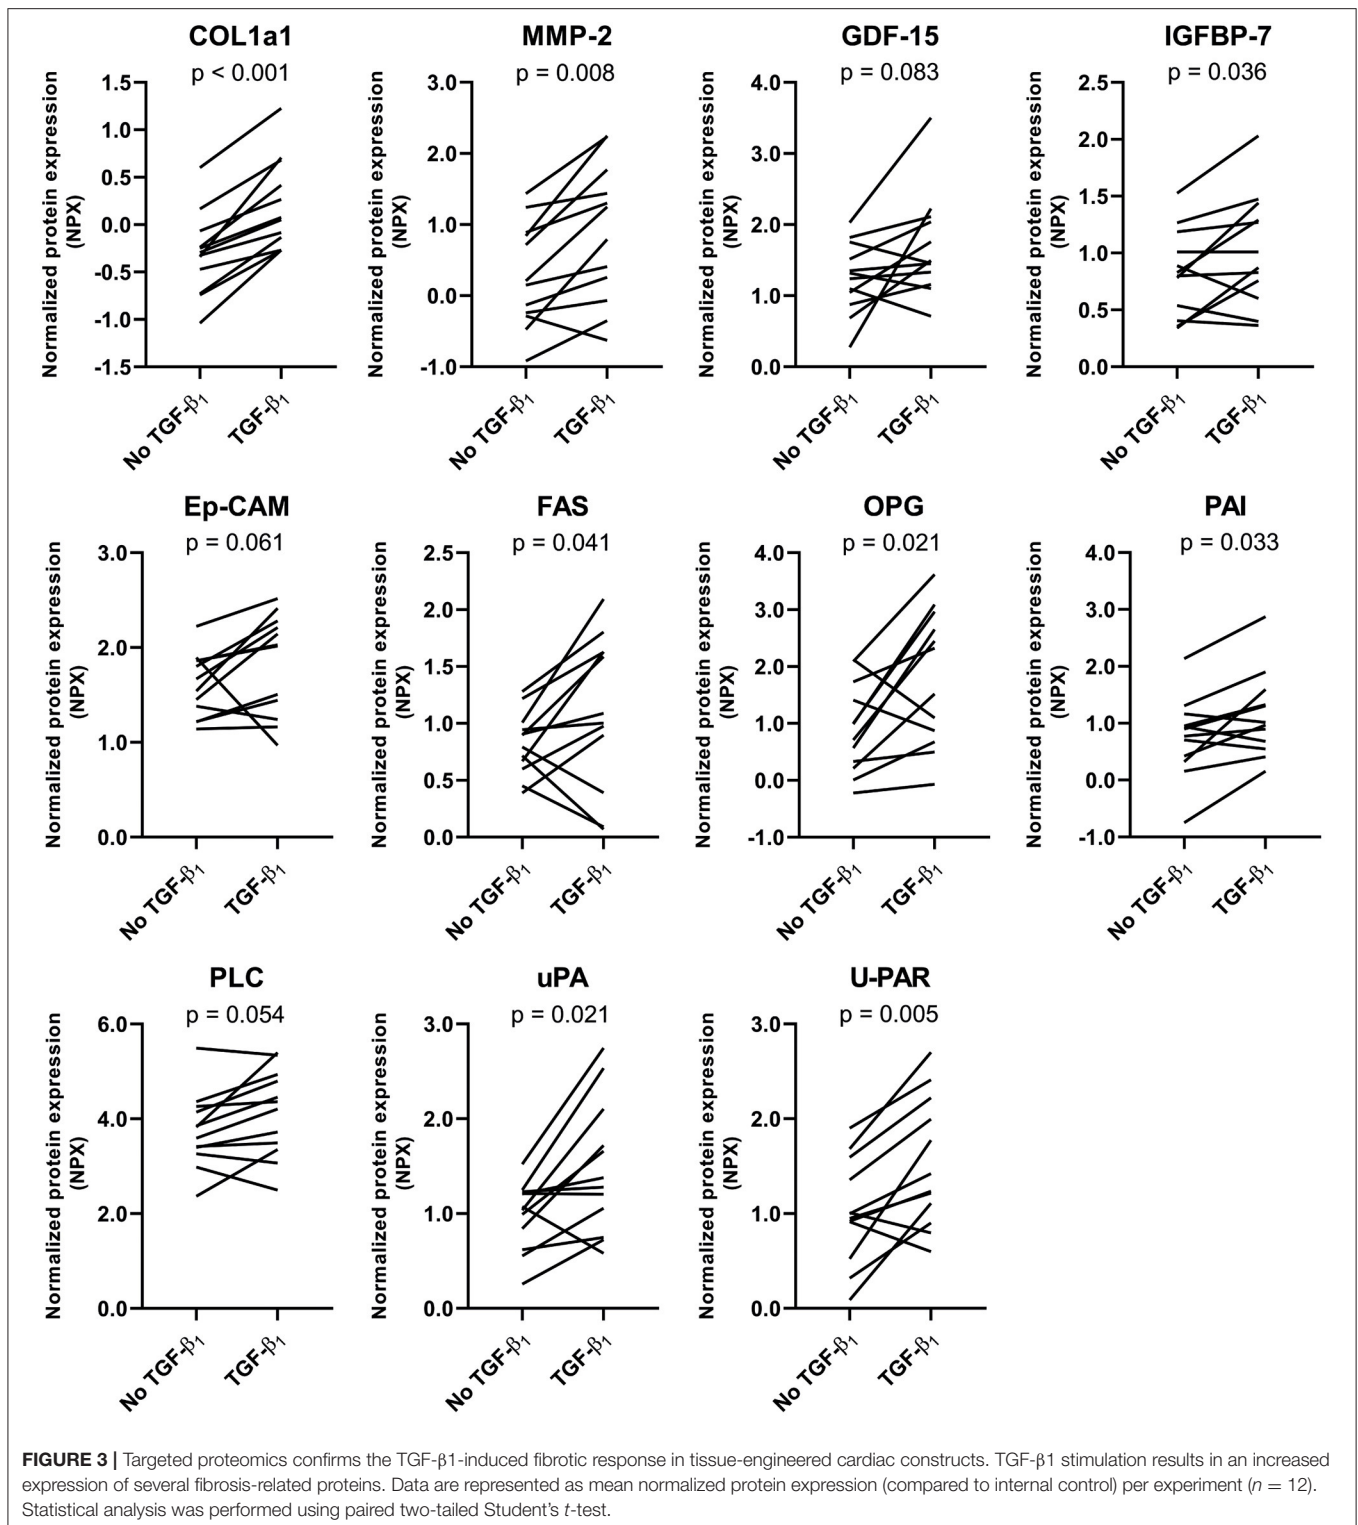 COL1a1
p < 0.001
Normalized protein expression
(NPX)
1.5
1.0
0.5
0.0
-0.5
-1.0
-1.5
No TGF-β1
TGF-β1
MMP-2
p = 0.008
Normalized protein expression
(NPX)
3.0
2.0
1.0
0.0
-1.0
No TGF-β1
TGF-β1
GDF-15
p = 0.083
Normalized protein expression
(NPX)
4.0
3.0
2.0
1.0
0.0
No TGF-β1
TGF-β1
IGFBP-7
p = 0.036
Normalized protein expression
(NPX)
2.5
2.0
1.5
1.0
0.5
0.0
No TGF-β1
TGF-β1
Ep-CAM
p = 0.061
Normalized protein expression
(NPX)
3.0
2.0
1.0
0.0
No TGF-β1
TGF-β1
FAS
p = 0.041
Normalized protein expression
(NPX)
2.5
2.0
1.5
1.0
0.5
0.0
No TGF-β1
TGF-β1
OPG
p = 0.021
Normalized protein expression
(NPX)
4.0
3.0
2.0
1.0
0.0
-1.0
No TGF-β1
TGF-β1
PAI
p = 0.033
Normalized protein expression
(NPX)
4.0
3.0
2.0
1.0
0.0
-1.0
No TGF-β1
TGF-β1
PLC
p = 0.054
Normalized protein expression
(NPX)
6.0
4.0
2.0
0.0
No TGF-β1
TGF-β1
uPA
p = 0.021
Normalized protein expression
(NPX)
3.0
2.0
1.0
0.0
No TGF-β1
TGF-β1
U-PAR
p = 0.005
Normalized protein expression
(NPX)
3.0
2.0
1.0
0.0
No TGF-β1
TGF-β1
FIGURE 3 | Targeted proteomics confirms the TGF-β1-induced fibrotic response in tissue-engineered cardiac constructs. TGF-β1 stimulation results in an increased
expression of several fibrosis-related proteins. Data are represented as mean normalized protein expression (compared to internal control) per experiment (n = 12).
Statistical analysis was performed using paired two-tailed Student's t-test.